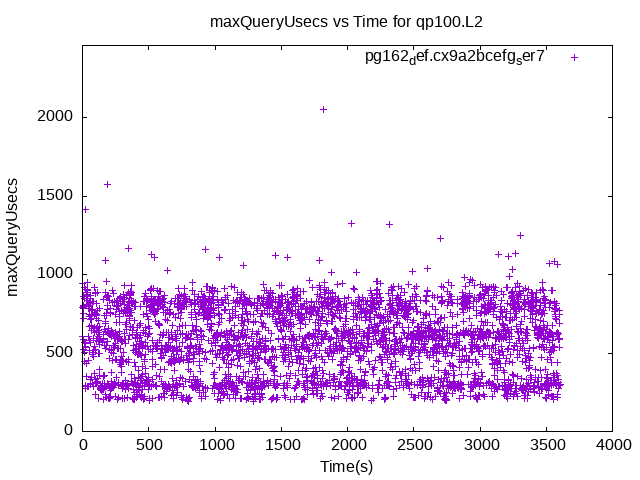 maxQueryUsecs vs Time for qp100.L2
pg162def.cx9a2bcefgser7
maxQueryUsecs
2000
1500
1000
500
0
0 500 1000 1500 2000 2500 3000 3500 4000
Time(s)